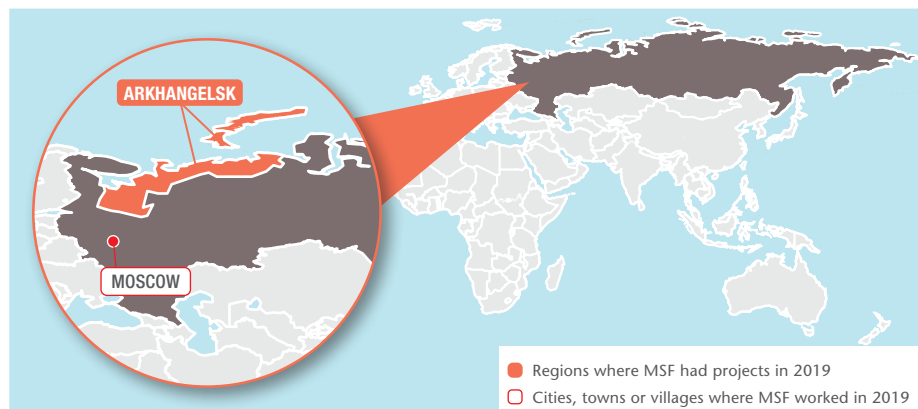 ARKHANGELSK
MOSCOW
Regions where MSF had projects in 2019
Cities, towns or villages where MSF worked in 2019